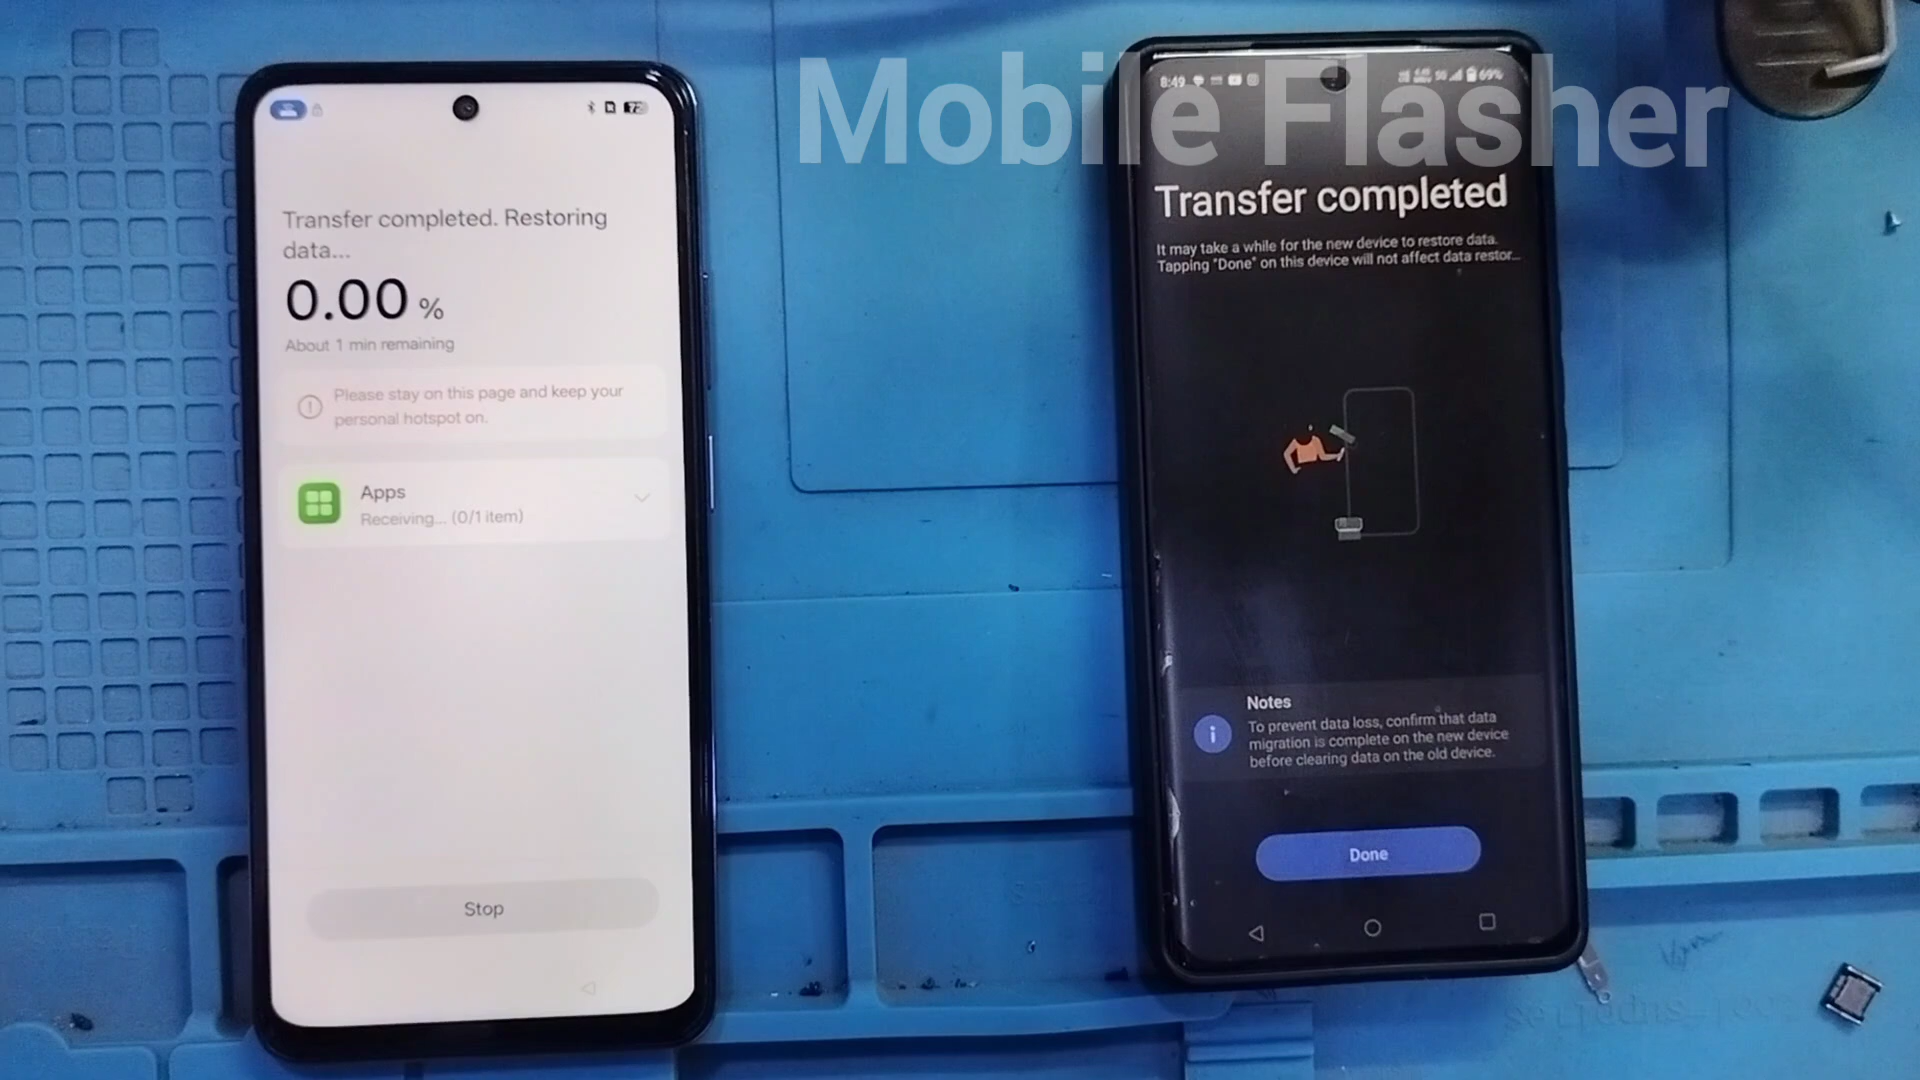 Mobile Flasher
72
Transfer completed. Restoring
data...
0.00 %
About 1 min remaining
Please stay on this page and keep your
personal hotspot on.
Apps
Receiving... (0/1 item)
Stop
8:49
5G 69%
Transfer completed
It may take a while for the new device to restore data.
Tapping "Done" on this device will not affect data restor...
Notes
To prevent data loss, confirm that data
migration is complete on the new device
before clearing data on the old device.
Done